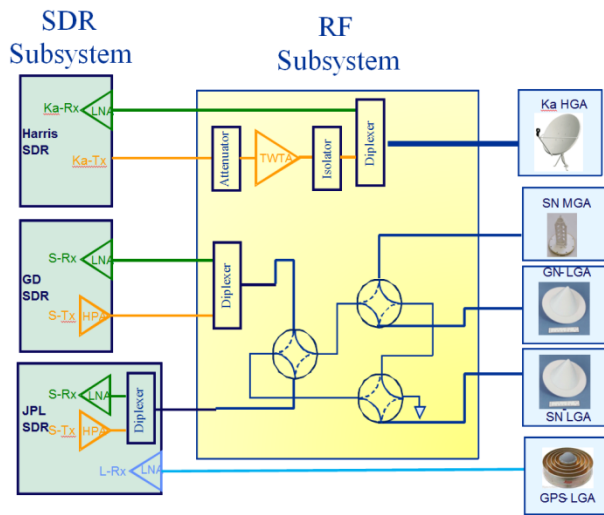 SDR
Subsystem
RF
Subsystem
Ka-Rx
LNA
Harris
SDR
Ka-Tx
Attenuator
TWTA
Isolator
Diplexer
Ka HGA
SN MGA
S-Rx
LNA
GD
SDR
S-Tx
HPA
Diplexer
GN-LGA
S-Rx
LNA
JPL
SDR
S-Tx
HPA
Diplexer
L-Rx
LNA
SN LGA
GPS-LGA